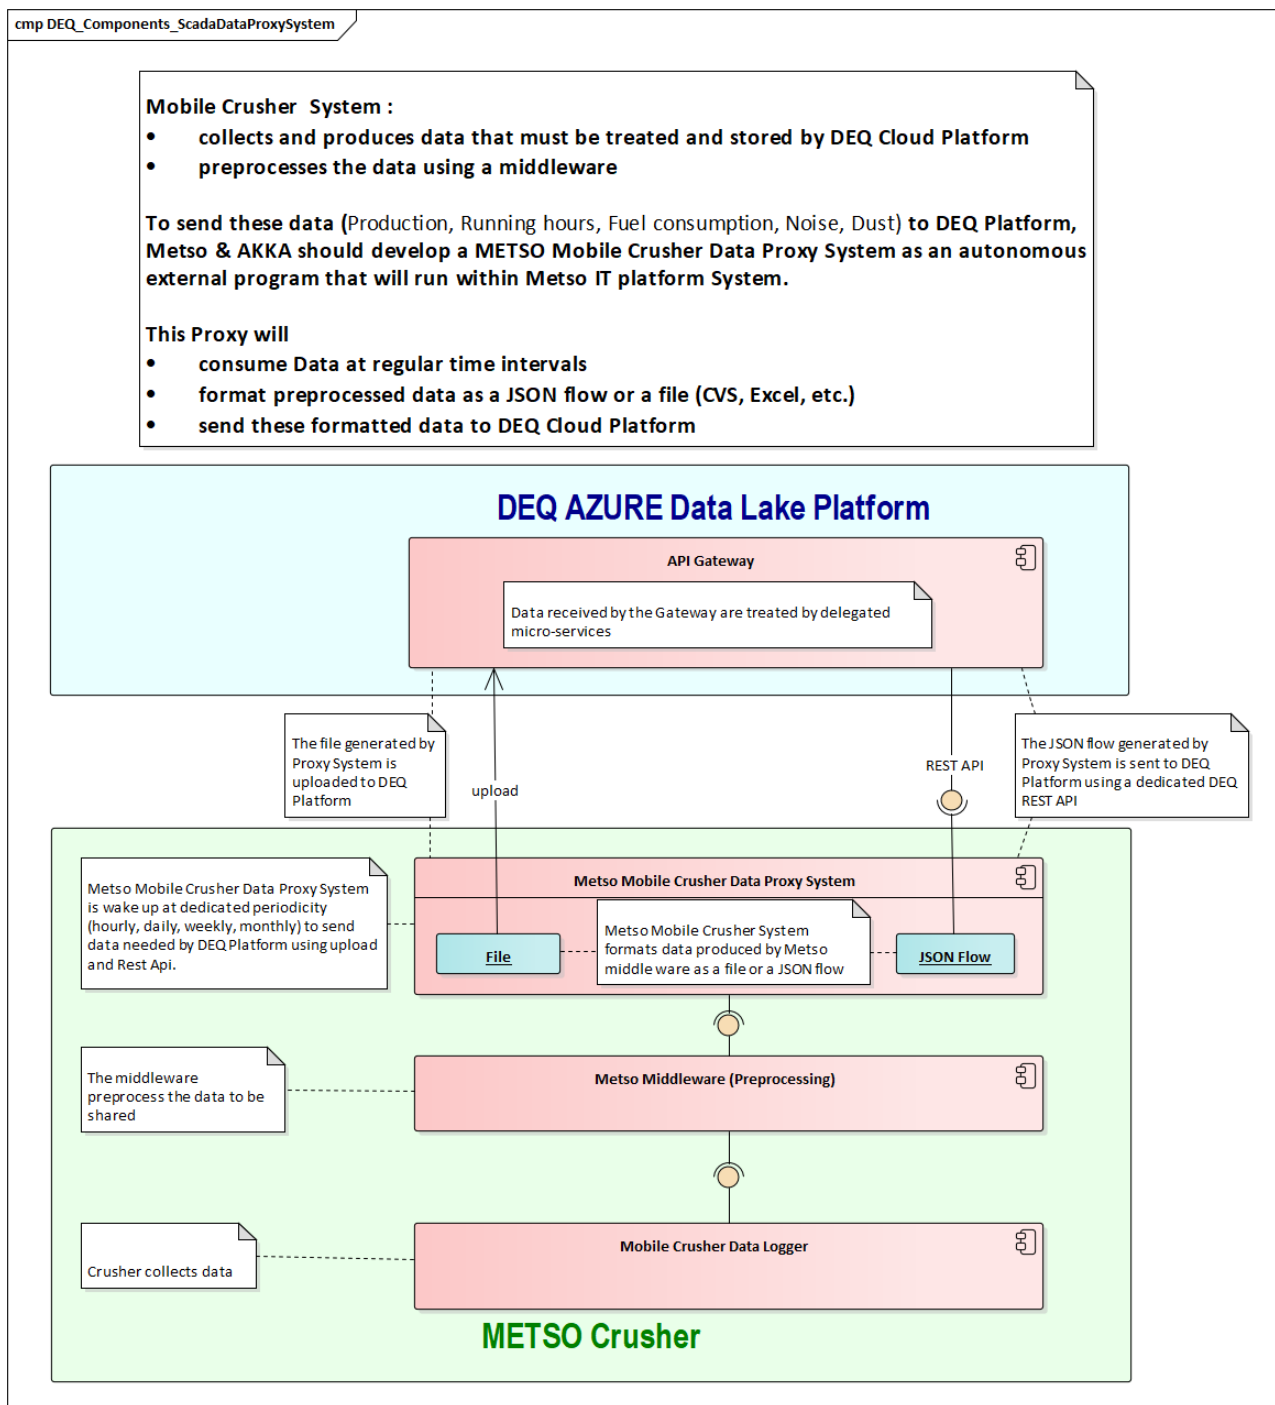 cmp DEQ_Components_ScadaDataProxySystem
Mobile Crusher System :
• collects and produces data that must be treated and stored by DEQ Cloud Platform
• preprocesses the data using a middleware
To send these data (Production, Running hours, Fuel consumption, Noise, Dust) to DEQ Platform,
Metso & AKKA should develop a METSO Mobile Crusher Data Proxy System as an autonomous
external program that will run within Metso IT platform System.
This Proxy will
• consume Data at regular time intervals
• format preprocessed data as a JSON flow or a file (CVS, Excel, etc.)
• send these formatted data to DEQ Cloud Platform
DEQ AZURE Data Lake Platform
API Gateway
Data received by the Gateway are treated by delegated
micro-services
The file generated by
Proxy System is
uploaded to DEQ
Platform
upload
REST API
The JSON flow generated by
Proxy System is sent to DEQ
Platform using a dedicated DEQ
REST API
Metso Mobile Crusher Data Proxy System
is wake up at dedicated periodicity
(hourly, daily, weekly, monthly) to send
data needed by DEQ Platform using upload
and Rest Api.
Metso Mobile Crusher Data Proxy System
File
Metso Mobile Crusher System
formats data produced by Metso
middle ware as a file or a JSON flow
JSON Flow
The middleware
preprocess the data to be
shared
Metso Middleware (Preprocessing)
Crusher collects data
Mobile Crusher Data Logger
METSO Crusher